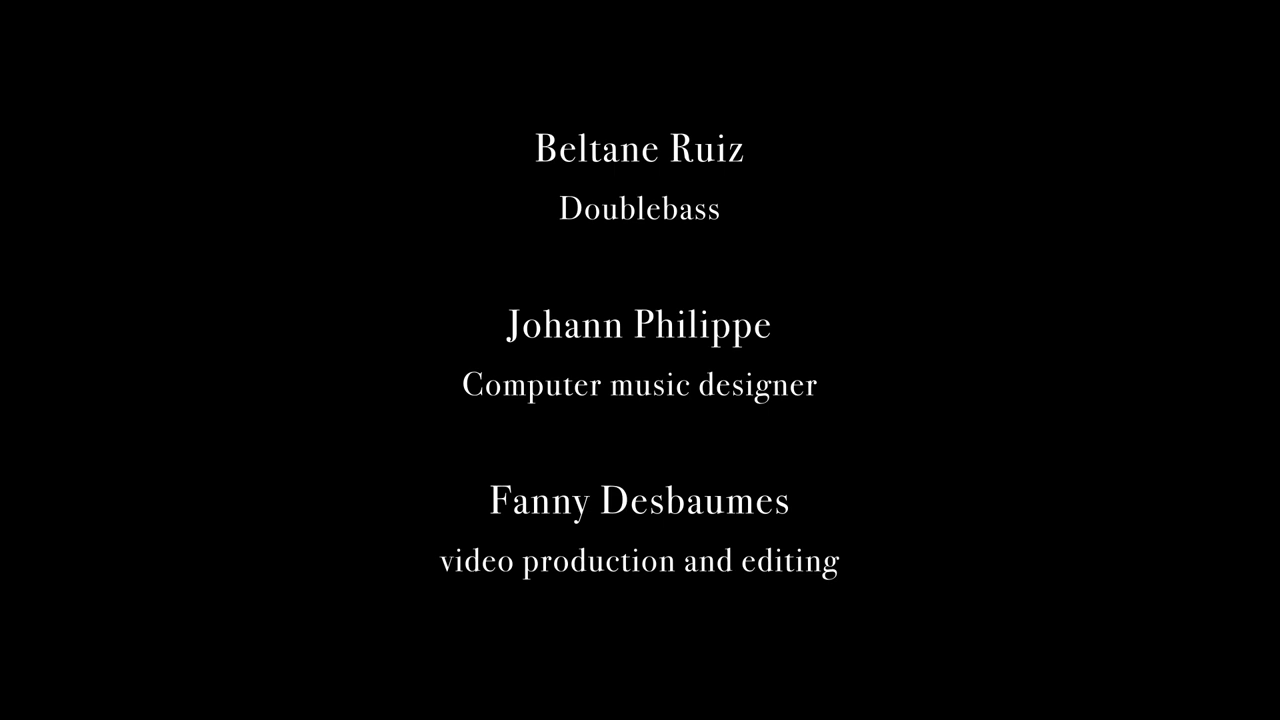 Beltane Ruiz
Doublebass
Johann Philippe
Computer music designer
Fanny Desbaumes
video production and editing